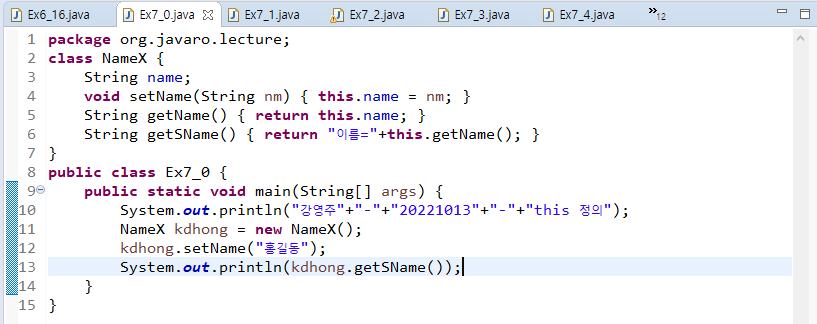 Ex6_16.java Ex7_0.java Ex7_1.java Ex7_2.java Ex7_3.java Ex7_4.java »12
1 package org.javaro.lecture;
2 class NameX {
3     String name;
4     void setName(String nm) { this.name = nm; }
5     String getName() { return this.name; }
6     String getSName() { return "이름="+this.getName(); }
7 }
8 public class Ex7_0 {
9     public static void main(String[] args) {
10         System.out.println("강영주"+"-"+"20221013"+"-"+"this 정의");
11         NameX kdhong = new NameX();
12         kdhong.setName("홍길동");
13         System.out.println(kdhong.getSName());
14     }
15 }